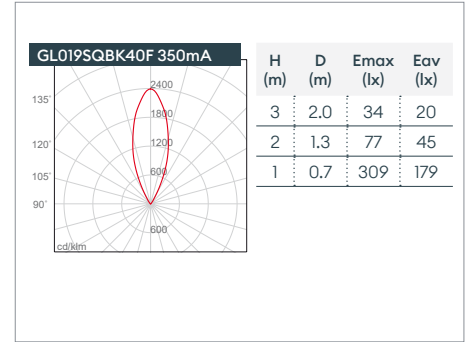 GL019SQBK40F 350mA
2400
135°
1800
120°
1200
105°
600
90°
600
cd/klm
H D Emax Eav
(m) (m) (lx) (lx)
3 2.0 34 20
2 1.3 77 45
1 0.7 309 179